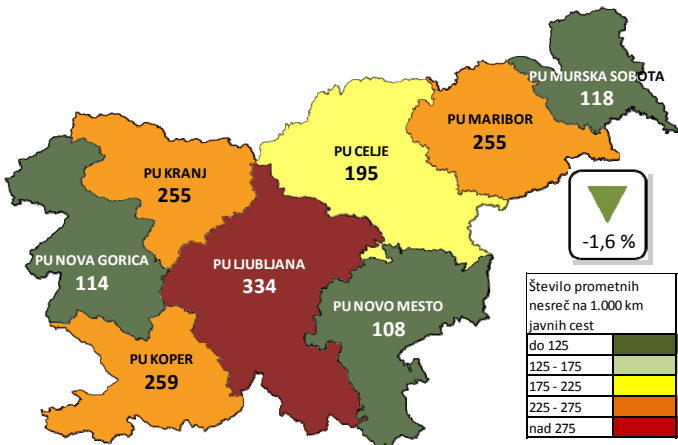 PU MURSKA SOBOTA
118
PU MARIBOR
255
PU CELJE
195
PU KRANJ
255
-1,6 %
PU NOVA GORICA
114
PU LJUBLJANA
334
PU NOVO MESTO
108
PU KOPER
259
Število prometnih
nesreč na 1.000 km
javnih cest
do 125
125 - 175
175 - 225
225 - 275
nad 275